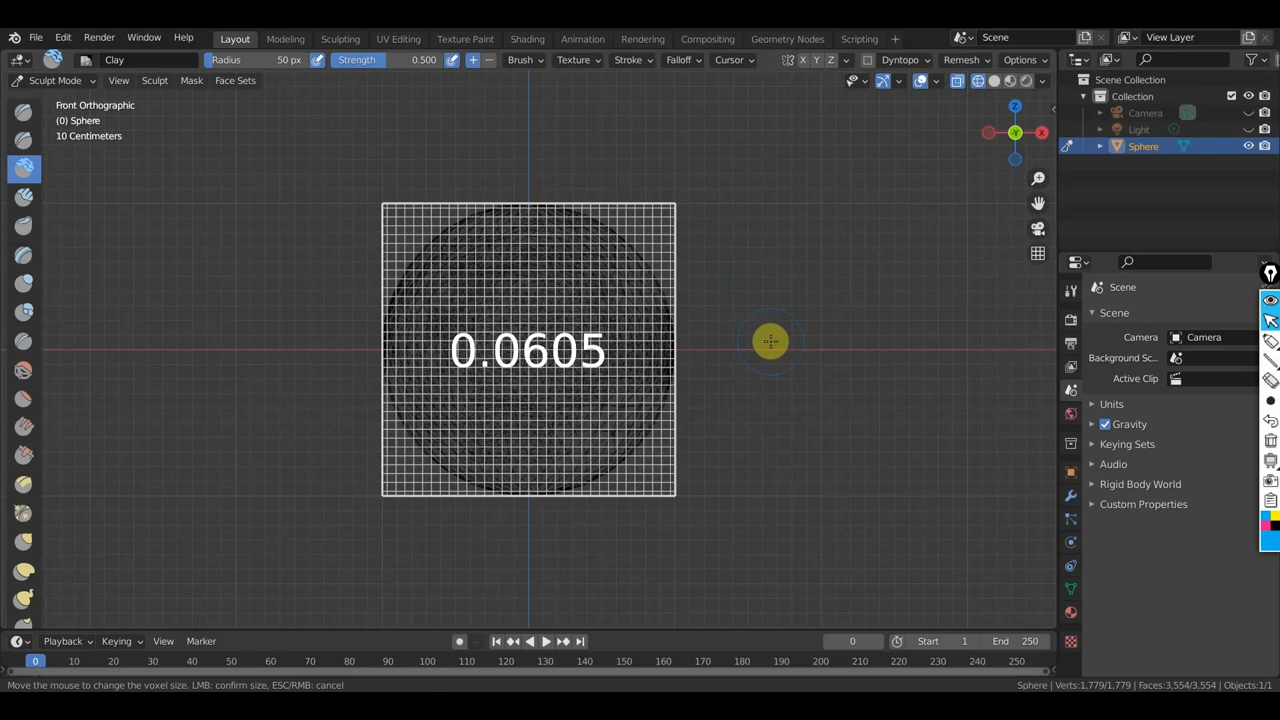 File Edit Render Window Help Layout Modeling Sculpting UV Editing Texture Paint Shading Animation Rendering Compositing Geometry Nodes Scripting + Scene View Layer
Clay Radius 50 px Strength 0.500 + − Brush Texture Stroke Falloff Cursor X Y Z Dyntopo Remesh Options
Sculpt Mode View Sculpt Mask Face Sets
Scene Collection
Collection
Camera
Light
Sphere
Front Orthographic
(0) Sphere
10 Centimeters
Z
-Y
X
0.0605
Scene
Scene
Camera Camera
Background Sc...
Active Clip
Units
Gravity
Keying Sets
Audio
Rigid Body World
Custom Properties
Playback Keying View Marker 0 Start 1 End 250
0 10 20 30 40 50 60 70 80 90 100 110 120 130 140 150 160 170 180 190 200 210 220 230 240 250
Move the mouse to change the voxel size. LMB: confirm size, ESC/RMB: cancel
Sphere | Verts:1,779/1,779 | Faces:3,554/3,554 | Objects:1/1